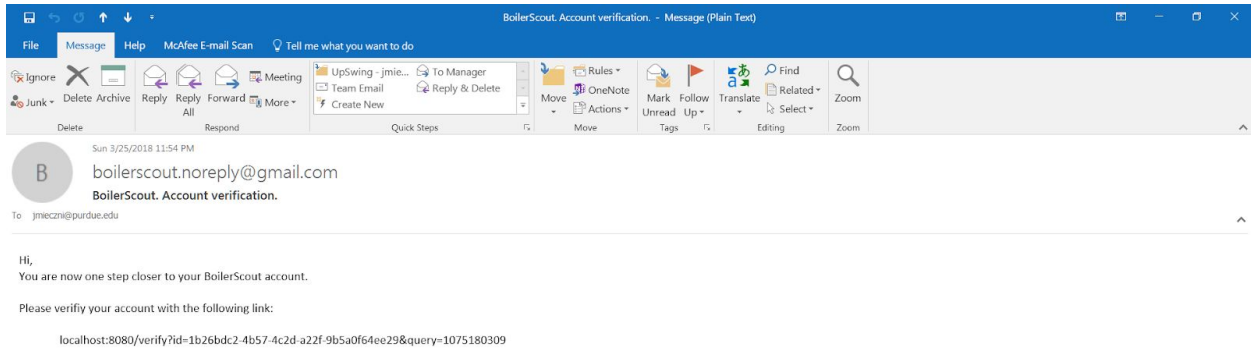 BoilerScout. Account verification. - Message (Plain Text)
File Message Help McAfee E-mail Scan Tell me what you want to do
Ignore
Junk
Delete Archive
Reply Reply All Forward
Meeting
More
UpSwing - jmie... To Manager
Team Email Reply & Delete
Create New
Move
Rules
OneNote
Actions
Mark Unread
Follow Up
Translate
Find
Related
Select
Zoom
Delete Respond Quick Steps Move Tags Editing Zoom
Sun 3/25/2018 11:54 PM
B
boilerscout.noreply@gmail.com
BoilerScout. Account verification.
To jmieczni@purdue.edu
Hi,
You are now one step closer to your BoilerScout account.
Please verifiy your account with the following link:
localhost:8080/verify?id=1b26bdc2-4b57-4c2d-a22f-9b5a0f64ee29&query=1075180309